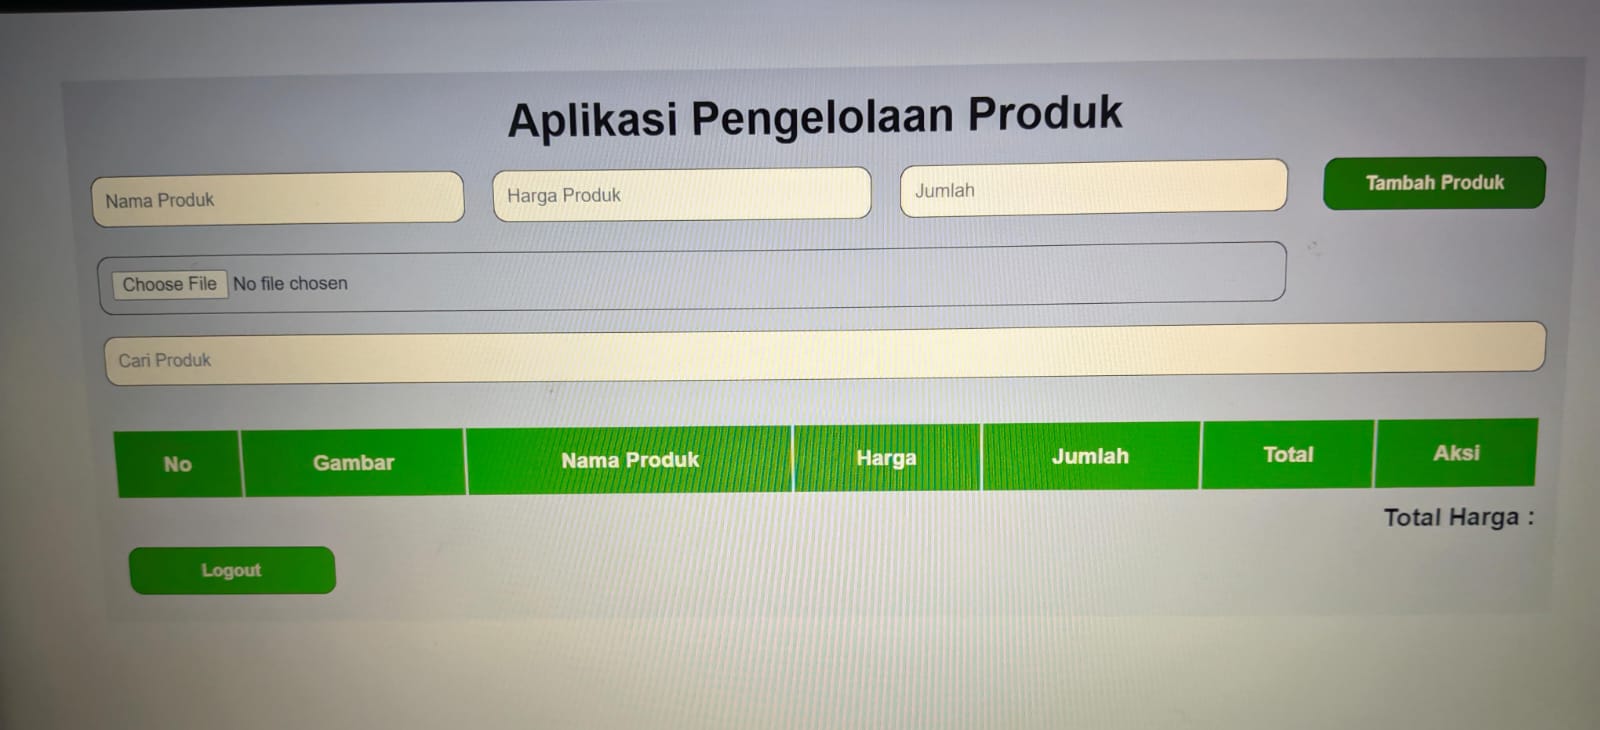 Aplikasi Pengelolaan Produk
Nama Produk Harga Produk Jumlah Tambah Produk
Choose File No file chosen
Cari Produk
No Gambar Nama Produk Harga Jumlah Total Aksi
Total Harga :
Logout